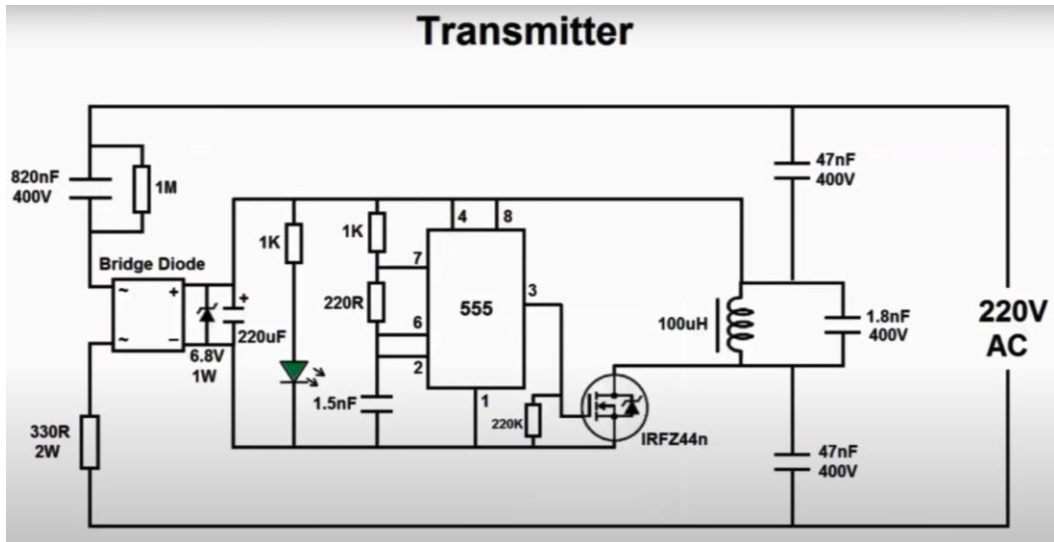 Transmitter
820nF
400V
1M
47nF
400V
Bridge Diode
~
+
~
−
6.8V
1W
+
220uF
330R
2W
1K
1K
220R
1.5nF
4
8
7
6
2
555
3
1
220K
IRFZ44n
100uH
1.8nF
400V
47nF
400V
220V
AC